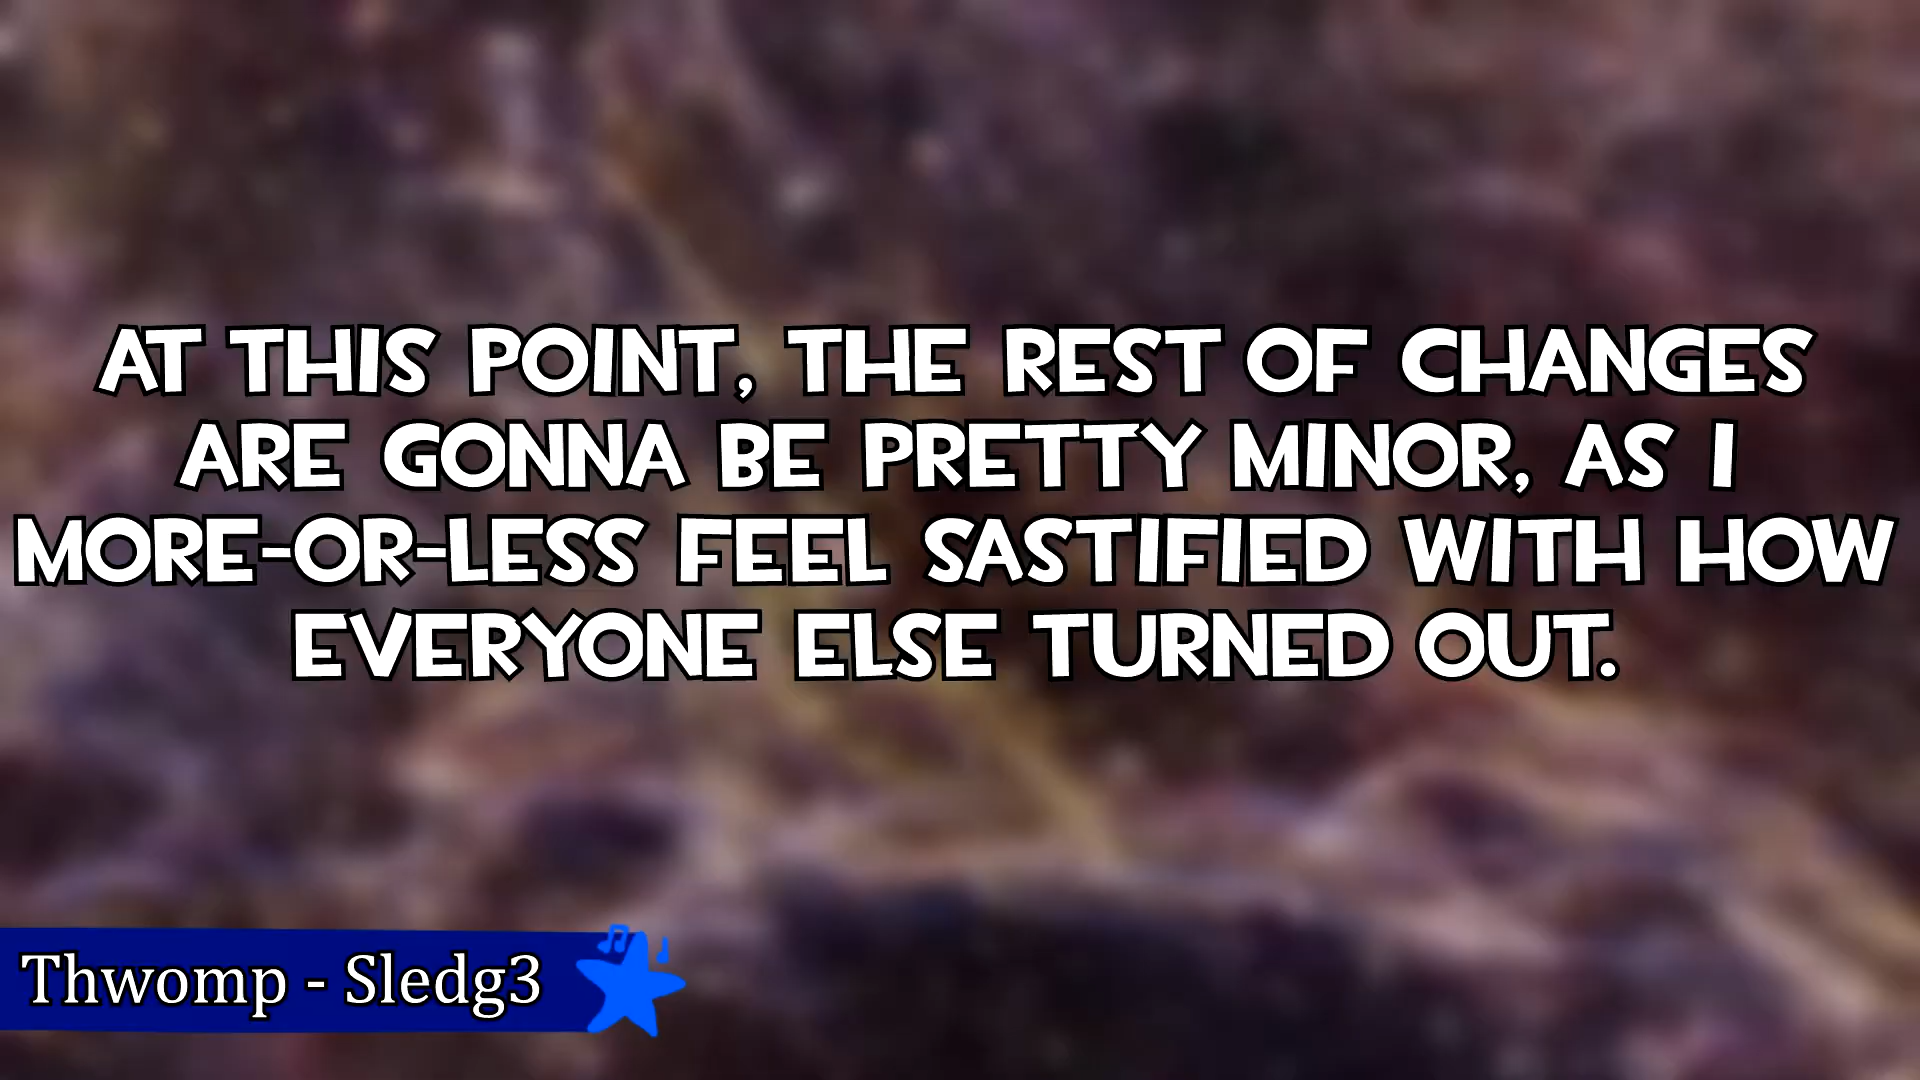 AT THIS POINT, THE REST OF CHANGES
ARE GONNA BE PRETTY MINOR, AS I
MORE-OR-LESS FEEL SASTIFIED WITH HOW
EVERYONE ELSE TURNED OUT.
Thwomp - Sledg3